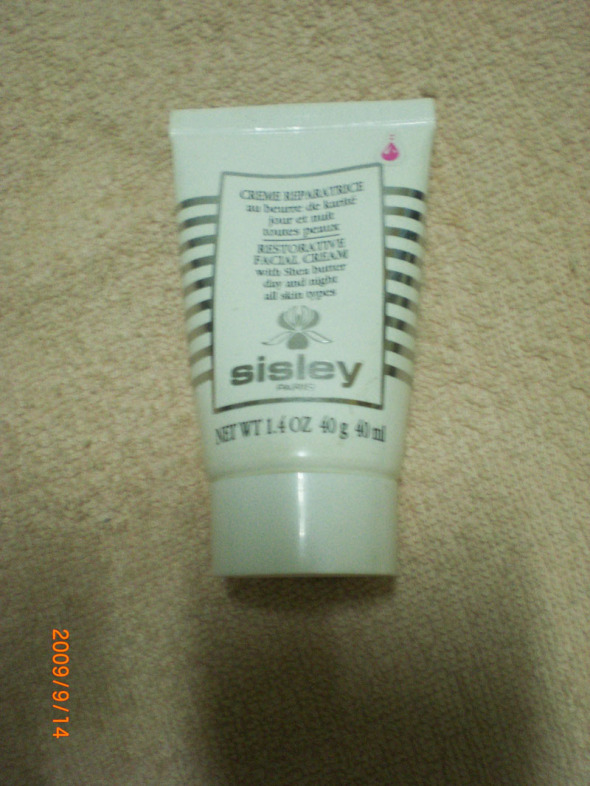 CREME REPARATRICE
au beurre de karité
jour et nuit
toutes peaux
RESTORATIVE
FACIAL CREAM
with Shea butter
day and night
all skin types
sisley
PARIS
NET WT 1.4 OZ 40 g 40 ml
2009/9/14